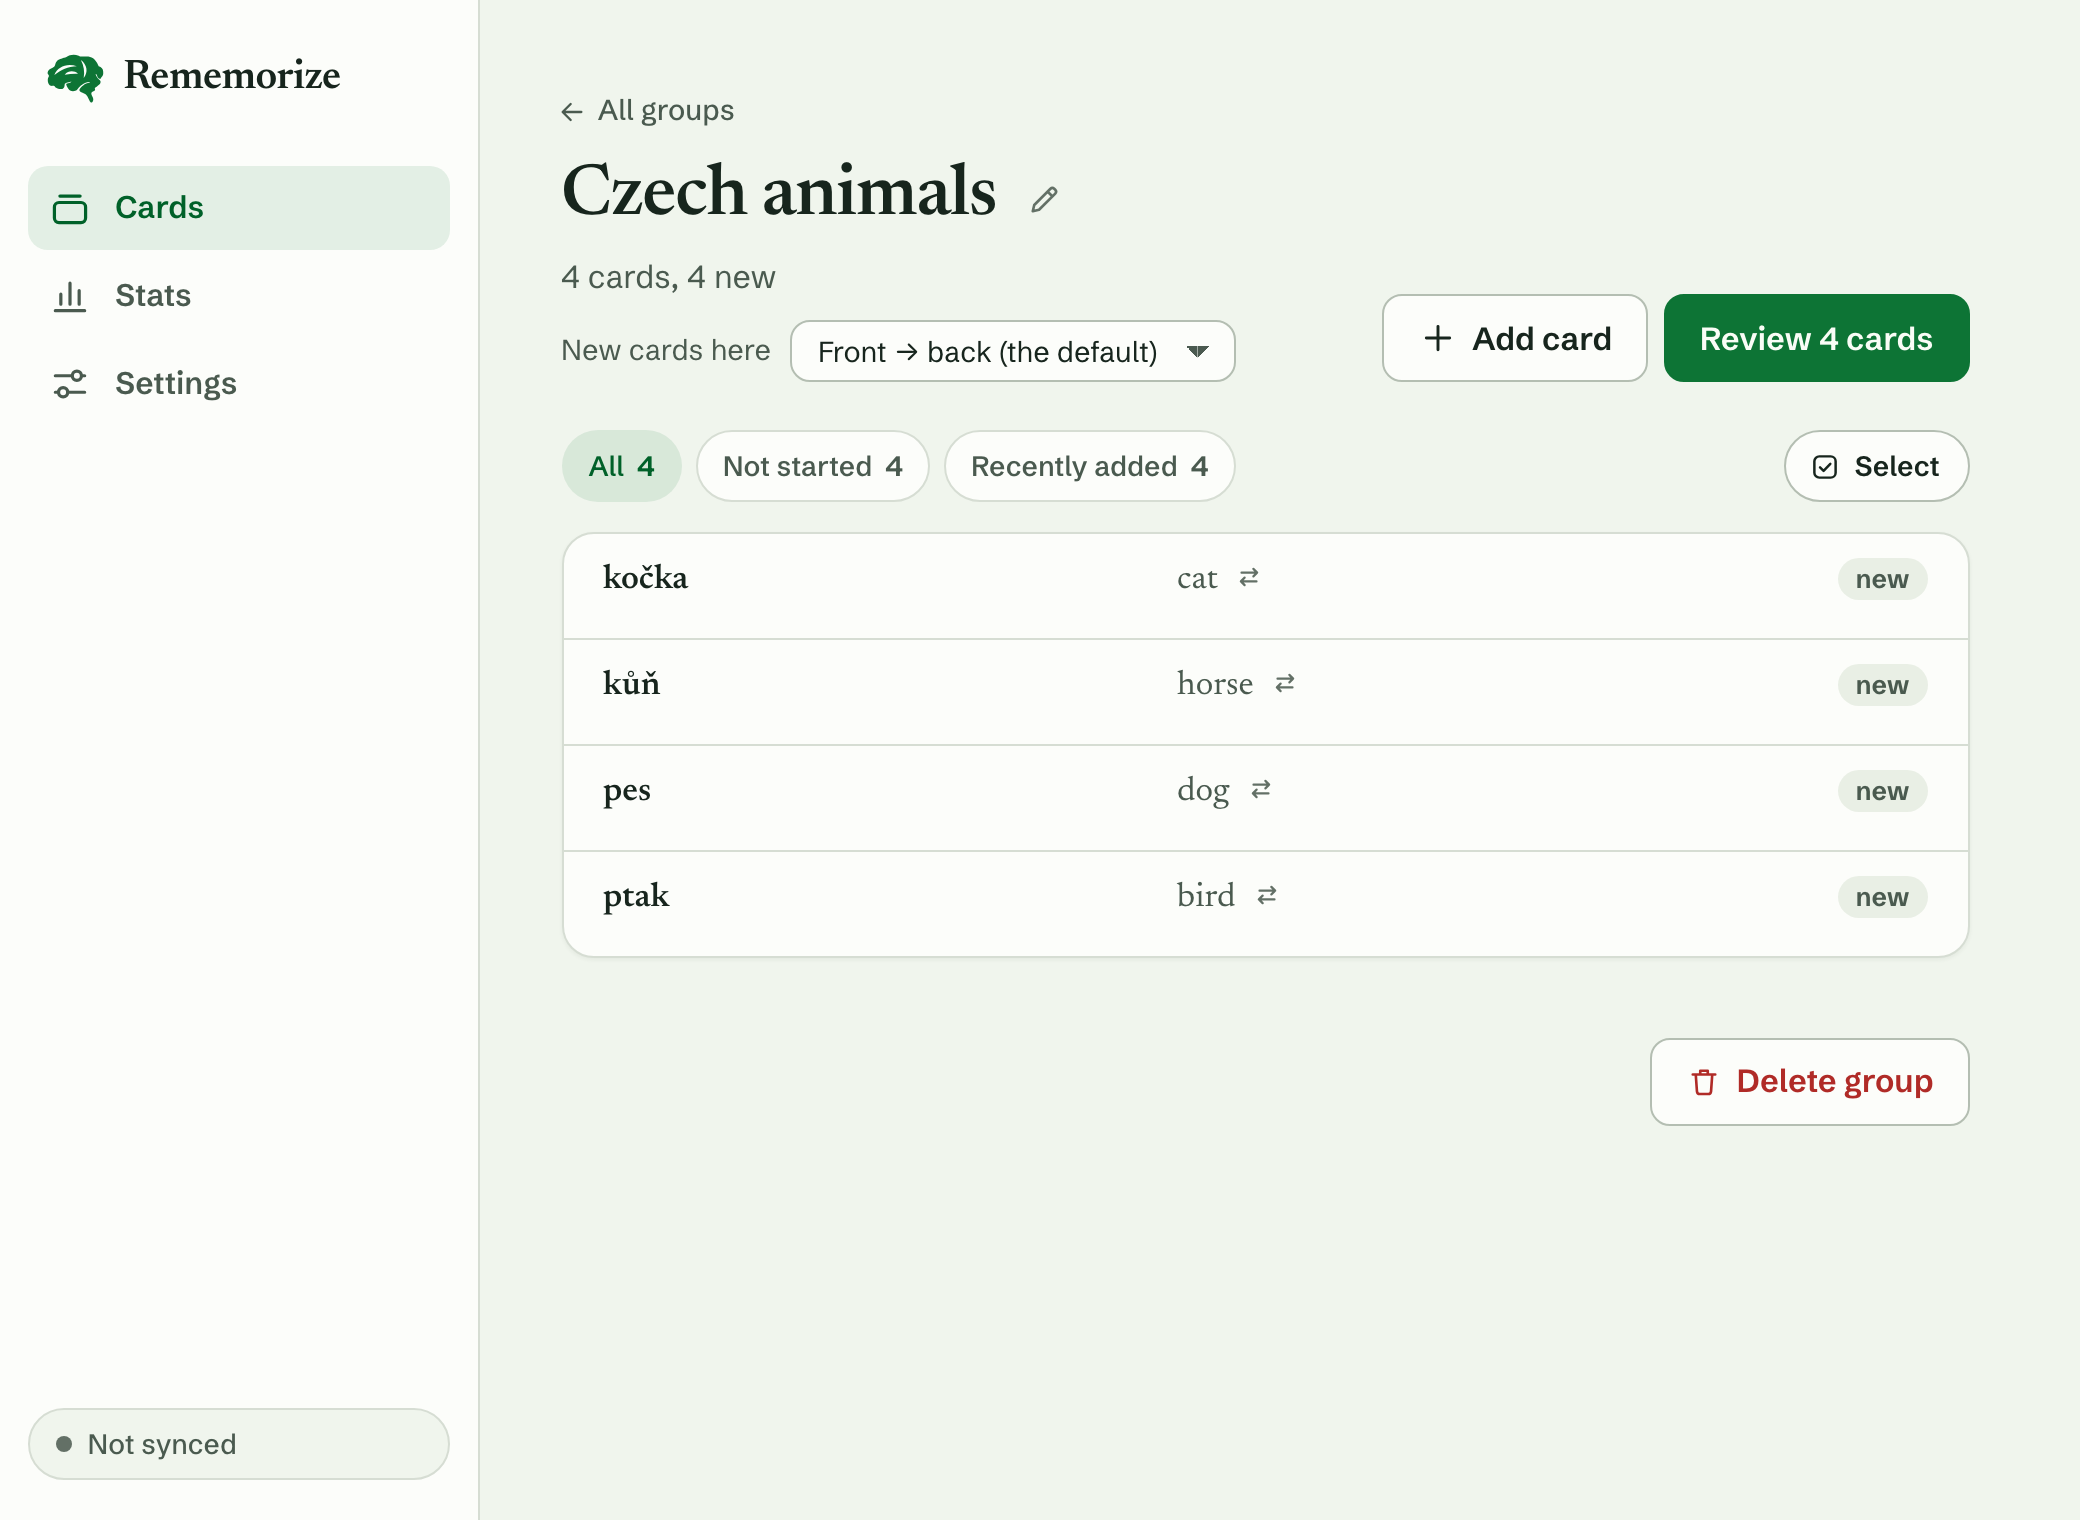 Rememorize
Cards
Stats
Settings
Not synced
← All groups
Czech animals
4 cards, 4 new
New cards here Front → back (the default)
Add card
Review 4 cards
All 4 Not started 4 Recently added 4 Select
kočka cat ⇄ new
kůň horse ⇄ new
pes dog ⇄ new
ptak bird ⇄ new
Delete group